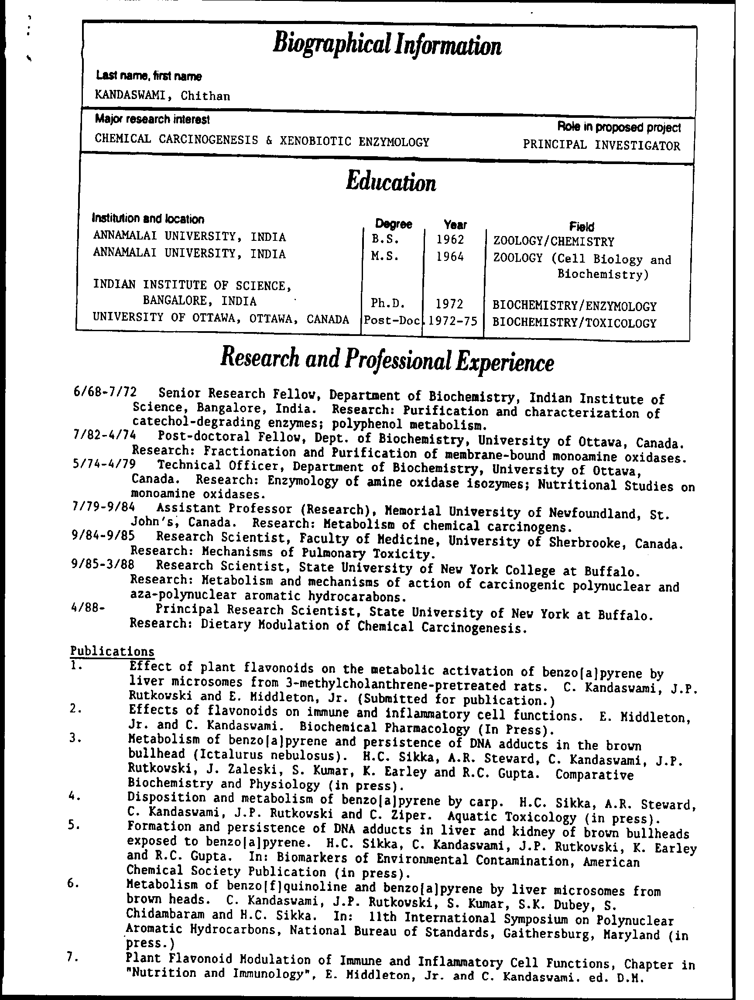 Biographical Information
Last name, first name
KANDASWAMI, Chithan
Major research interest
Role in proposed project
CHEMICAL CARCINOGENESIS & XENOBIOTIC ENZYMOLOGY
PRINCIPAL INVESTIGATOR
Education
Institution and location Degree Year Field
ANNAMALAI UNIVERSITY, INDIA B.S. 1962 ZOOLOGY/CHEMISTRY
ANNAMALAI UNIVERSITY, INDIA M.S. 1964 ZOOLOGY (Cell Biology and
Biochemistry)
INDIAN INSTITUTE OF SCIENCE,
BANGALORE, INDIA Ph.D. 1972 BIOCHEMISTRY/ENZYMOLOGY
UNIVERSITY OF OTTAWA, OTTAWA, CANADA Post-Doc 1972-75 BIOCHEMISTRY/TOXICOLOGY
Research and Professional Experience
6/68-7/72 Senior Research Fellow, Department of Biochemistry, Indian Institute of
Science, Bangalore, India. Research: Purification and characterization of
catechol-degrading enzymes; polyphenol metabolism.
7/82-4/74 Post-doctoral Fellow, Dept. of Biochemistry, University of Ottawa, Canada.
Research: Fractionation and Purification of membrane-bound monoamine oxidases.
5/74-4/79 Technical Officer, Department of Biochemistry, University of Ottawa,
Canada. Research: Enzymology of amine oxidase isozymes; Nutritional Studies on
monoamine oxidases.
7/79-9/84 Assistant Professor (Research), Memorial University of Newfoundland, St.
John's, Canada. Research: Metabolism of chemical carcinogens.
9/84-9/85 Research Scientist, Faculty of Medicine, University of Sherbrooke, Canada.
Research: Mechanisms of Pulmonary Toxicity.
9/85-3/88 Research Scientist, State University of New York College at Buffalo.
Research: Metabolism and mechanisms of action of carcinogenic polynuclear and
aza-polynuclear aromatic hydrocarabons.
4/88- Principal Research Scientist, State University of New York at Buffalo.
Research: Dietary Modulation of Chemical Carcinogenesis.
Publications
1. Effect of plant flavonoids on the metabolic activation of benzo[a]pyrene by
liver microsomes from 3-methylcholanthrene-pretreated rats. C. Kandaswami, J.P.
Rutkowski and E. Middleton, Jr. (Submitted for publication.)
2. Effects of flavonoids on immune and inflammatory cell functions. E. Middleton,
Jr. and C. Kandaswami. Biochemical Pharmacology (In Press).
3. Metabolism of benzo[a]pyrene and persistence of DNA adducts in the brown
bullhead (Ictalurus nebulosus). H.C. Sikka, A.R. Steward, C. Kandaswami, J.P.
Rutkowski, J. Zaleski, S. Kumar, K. Earley and R.C. Gupta. Comparative
Biochemistry and Physiology (in press).
4. Disposition and metabolism of benzo[a]pyrene by carp. H.C. Sikka, A.R. Steward,
C. Kandaswami, J.P. Rutkowski and C. Ziper. Aquatic Toxicology (in press).
5. Formation and persistence of DNA adducts in liver and kidney of brown bullheads
exposed to benzo[a]pyrene. H.C. Sikka, C. Kandaswami, J.P. Rutkowski, K. Earley
and R.C. Gupta. In: Biomarkers of Environmental Contamination, American
Chemical Society Publication (in press).
6. Metabolism of benzo[f]quinoline and benzo[a]pyrene by liver microsomes from
brown heads. C. Kandaswami, J.P. Rutkowski, S. Kumar, S.K. Dubey, S.
Chidambaram and H.C. Sikka. In: 11th International Symposium on Polynuclear
Aromatic Hydrocarbons, National Bureau of Standards, Gaithersburg, Maryland (in
press.)
7. Plant Flavonoid Modulation of Immune and Inflammatory Cell Functions, Chapter in
"Nutrition and Immunology", E. Middleton, Jr. and C. Kandaswami. ed. D.M.